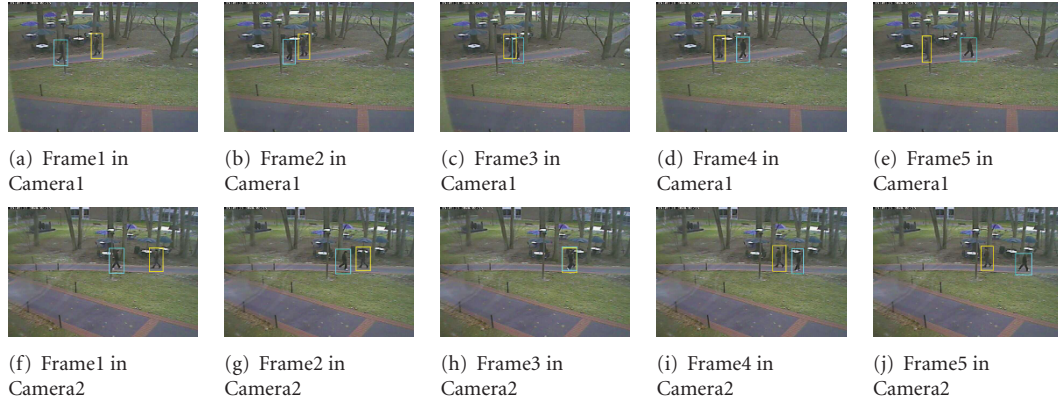 (a) Frame1 in
Camera1
(b) Frame2 in
Camera1
(c) Frame3 in
Camera1
(d) Frame4 in
Camera1
(e) Frame5 in
Camera1
(f) Frame1 in
Camera2
(g) Frame2 in
Camera2
(h) Frame3 in
Camera2
(i) Frame4 in
Camera2
(j) Frame5 in
Camera2